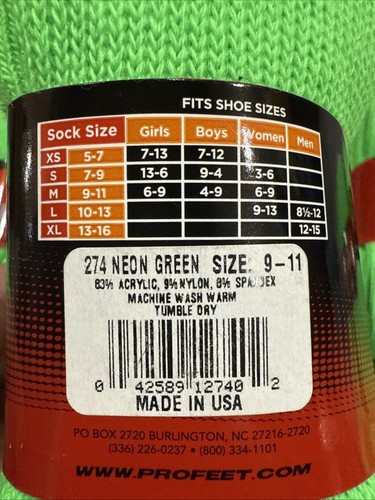 FITS SHOE SIZES
Sock Size Girls Boys Women Men
XS 5-7 7-13 7-12
S 7-9 13-6 9-4 3-6
M 9-11 6-9 4-9 6-9
L 10-13 9-13 8½-12
XL 13-16 12-15
274 NEON GREEN SIZE: 9-11
83% ACRYLIC, 9% NYLON, 8% SPANDEX
MACHINE WASH WARM
TUMBLE DRY
0 42589 12740 2
MADE IN USA
PO BOX 2720 BURLINGTON, NC 27216-2720
(336) 226-0237 • (800) 334-1101
WWW.PROFEET.COM